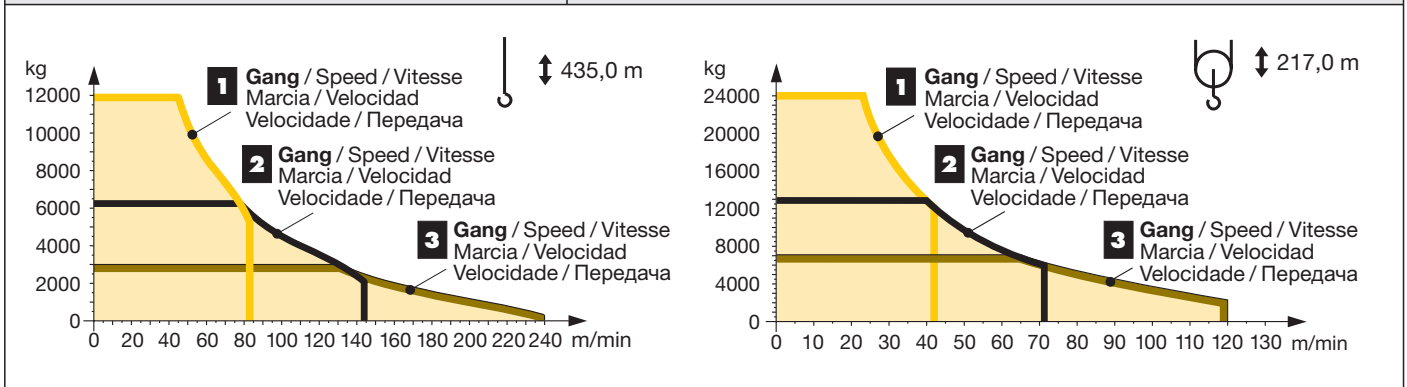 kg
12000
10000
8000
6000
4000
2000
0
0 20 40 60 80 100 120 140 160 180 200 220 240 m/min
435,0 m
1 Gang / Speed / Vitesse
Marcia / Velocidad
Velocidade / Передача
2 Gang / Speed / Vitesse
Marcia / Velocidad
Velocidade / Передача
3 Gang / Speed / Vitesse
Marcia / Velocidad
Velocidade / Передача
kg
24000
20000
16000
12000
8000
4000
0
0 10 20 30 40 50 60 70 80 90 100 110 120 130 m/min
217,0 m
1 Gang / Speed / Vitesse
Marcia / Velocidad
Velocidade / Передача
2 Gang / Speed / Vitesse
Marcia / Velocidad
Velocidade / Передача
3 Gang / Speed / Vitesse
Marcia / Velocidad
Velocidade / Передача